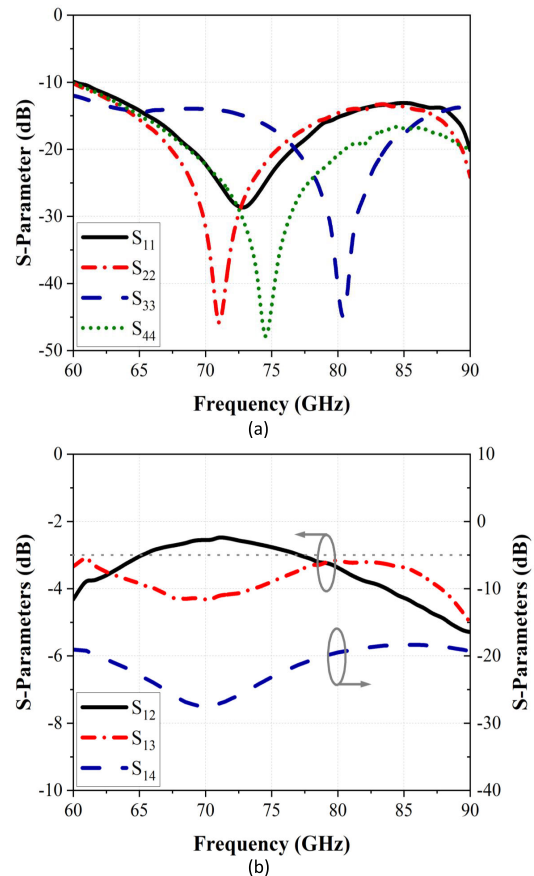 0
-10
-20
-30
-40
-50
S-Parameter (dB)
S11
S22
S33
S44
60 65 70 75 80 85 90
Frequency (GHz)
(a)
0
-2
-4
-6
-8
-10
S-Parameters (dB)
10
0
-10
-20
-30
-40
S-Parameters (dB)
S12
S13
S14
60 65 70 75 80 85 90
Frequency (GHz)
(b)